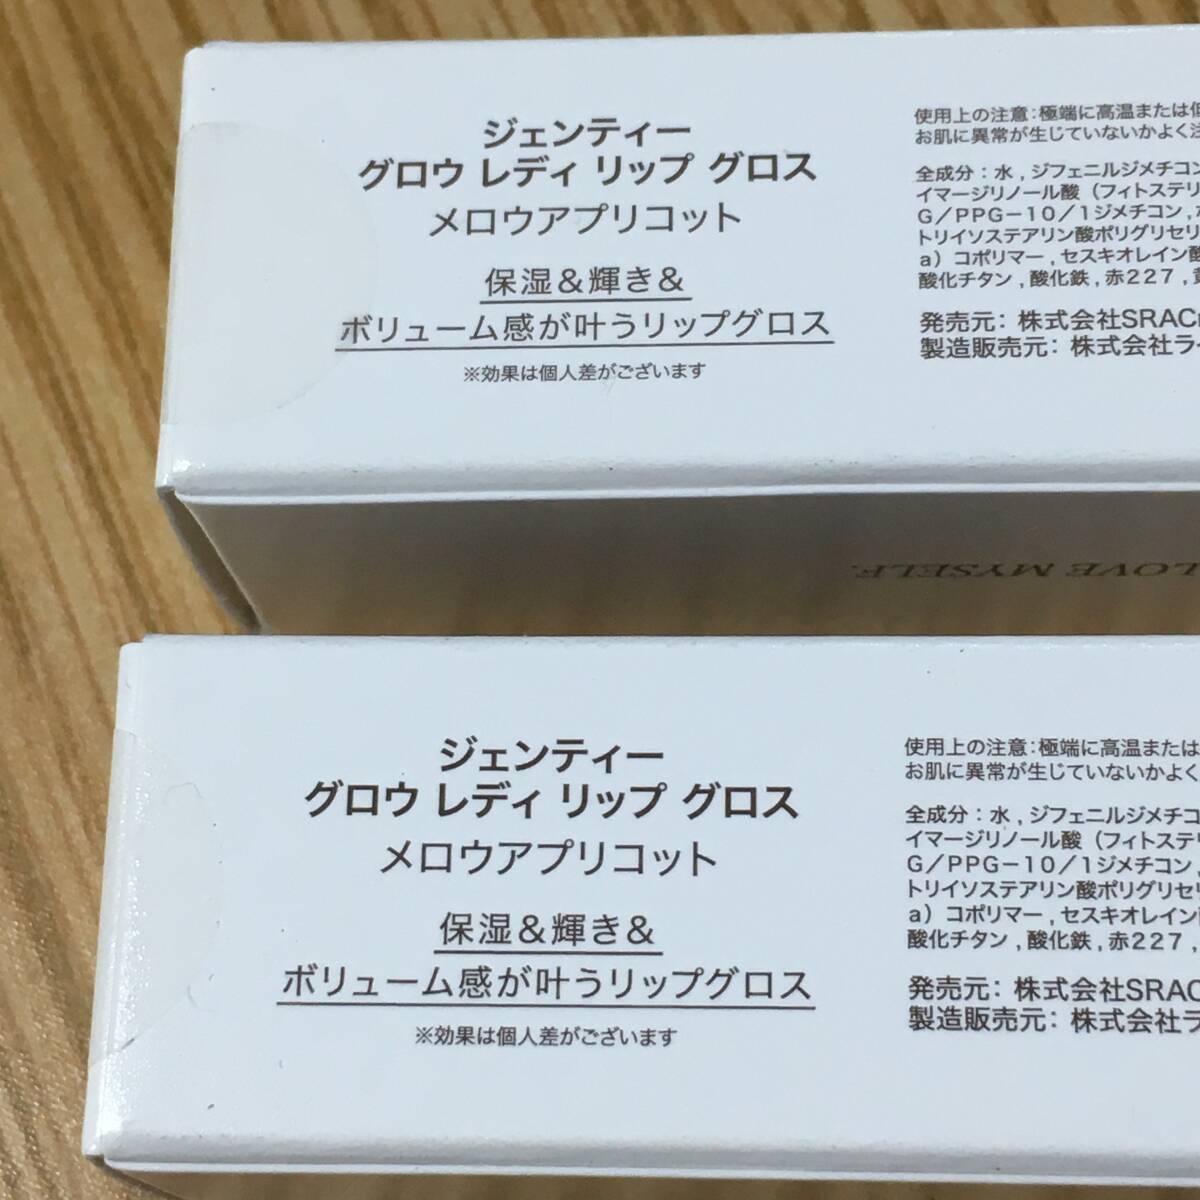 ジェンティー
グロウ レディ リップ グロス
メロウアプリコット
保湿＆輝き＆
ボリューム感が叶うリップグロス
※効果は個人差がございます
使用上の注意：極端に高温または低
お肌に異常が生じていないかよく注
全成分：水，ジフェニルジメチコン
イマージリノール酸（フィトステリ
G／PPG－10／1ジメチコン，
トリイソステアリン酸ポリグリセリ
a）コポリマー，セスキオレイン酸
酸化チタン，酸化鉄，赤227，黄
発売元：株式会社SRAC
製造販売元：株式会社ラ
LOVE MYSELF.
ジェンティー
グロウ レディ リップ グロス
メロウアプリコット
保湿＆輝き＆
ボリューム感が叶うリップグロス
※効果は個人差がございます
使用上の注意：極端に高温または
お肌に異常が生じていないかよく
全成分：水，ジフェニルジメチコ
イマージリノール酸（フィトステ
G／PPG－10／1ジメチコン，
トリイソステアリン酸ポリグリセリ
a）コポリマー，セスキオレイン
酸化チタン，酸化鉄，赤227，
発売元：株式会社SRAC
製造販売元：株式会社ラ